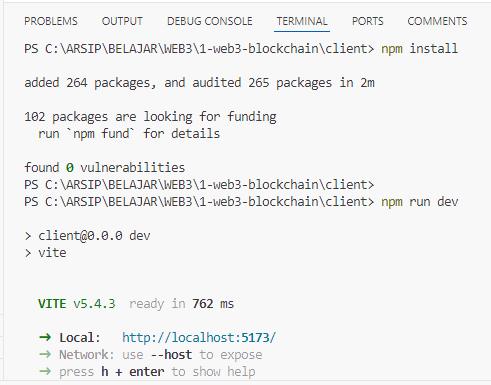 PROBLEMS OUTPUT DEBUG CONSOLE TERMINAL PORTS COMMENTS
PS C:\ARSIP\BELAJAR\WEB3\1-web3-blockchain\client> npm install
added 264 packages, and audited 265 packages in 2m
102 packages are looking for funding
run `npm fund` for details
found 0 vulnerabilities
PS C:\ARSIP\BELAJAR\WEB3\1-web3-blockchain\client>
PS C:\ARSIP\BELAJAR\WEB3\1-web3-blockchain\client> npm run dev
> client@0.0.0 dev
> vite
VITE v5.4.3 ready in 762 ms
➜ Local: http://localhost:5173/
➜ Network: use --host to expose
➜ press h + enter to show help